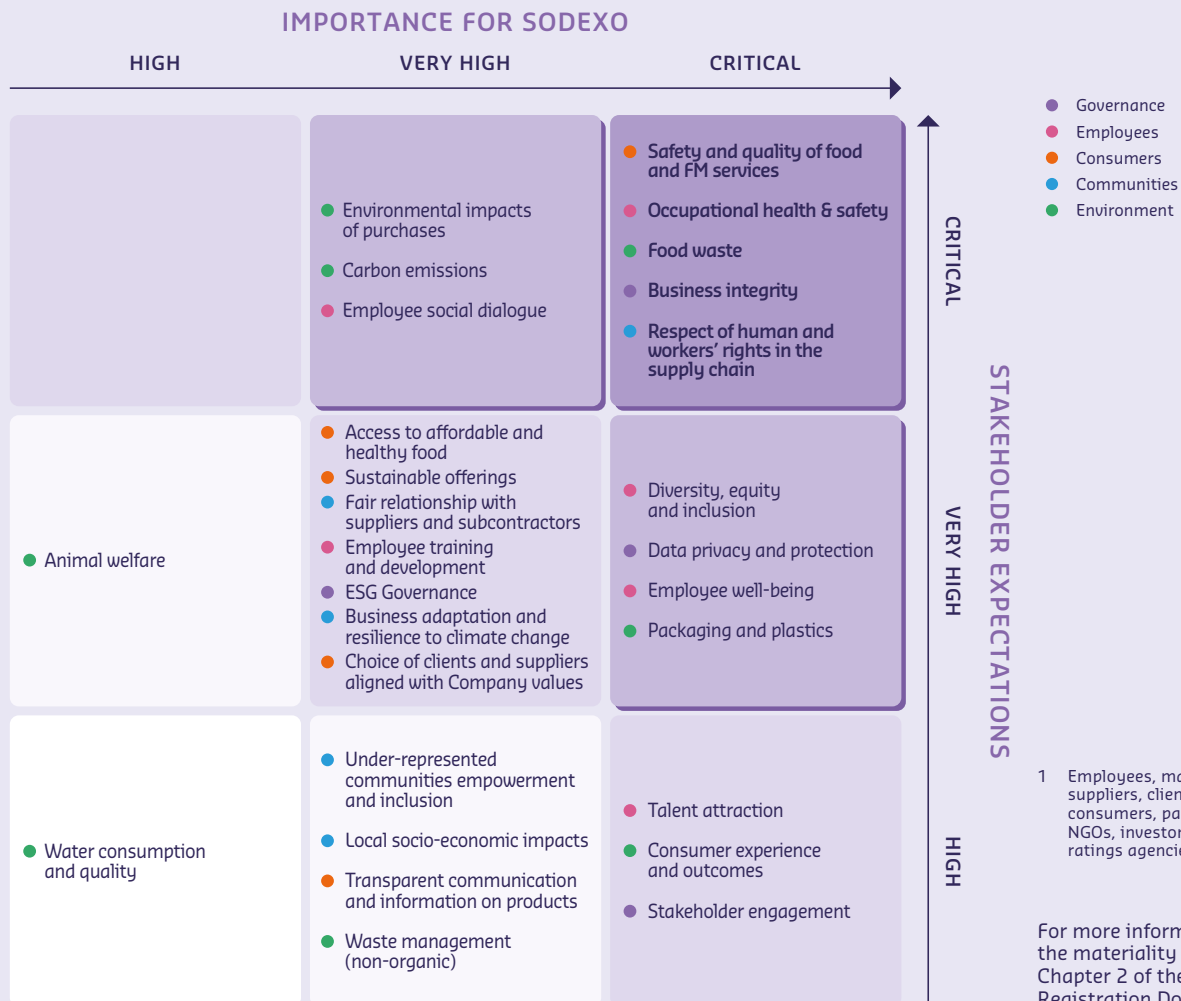 IMPORTANCE FOR SODEXO
HIGH
VERY HIGH
CRITICAL
Governance
Employees
Consumers
Communities
Environment
Environmental impacts
of purchases
Carbon emissions
Employee social dialogue
Safety and quality of food
and FM services
Occupational health & safety
Food waste
Business integrity
Respect of human and
workers’ rights in the
supply chain
CRITICAL
Animal welfare
Access to affordable and
healthy food
Sustainable offerings
Fair relationship with
suppliers and subcontractors
Employee training
and development
ESG Governance
Business adaptation and
resilience to climate change
Choice of clients and suppliers
aligned with Company values
Diversity, equity
and inclusion
Data privacy and protection
Employee well-being
Packaging and plastics
VERY HIGH
STAKEHOLDER EXPECTATIONS
Water consumption
and quality
Under-represented
communities empowerment
and inclusion
Local socio-economic impacts
Transparent communication
and information on products
Waste management
(non-organic)
Talent attraction
Consumer experience
and outcomes
Stakeholder engagement
HIGH
1 Employees,
suppliers,
consumers,
NGOs,
ratings
For more
the materiality
Chapter 2 of the
Registration